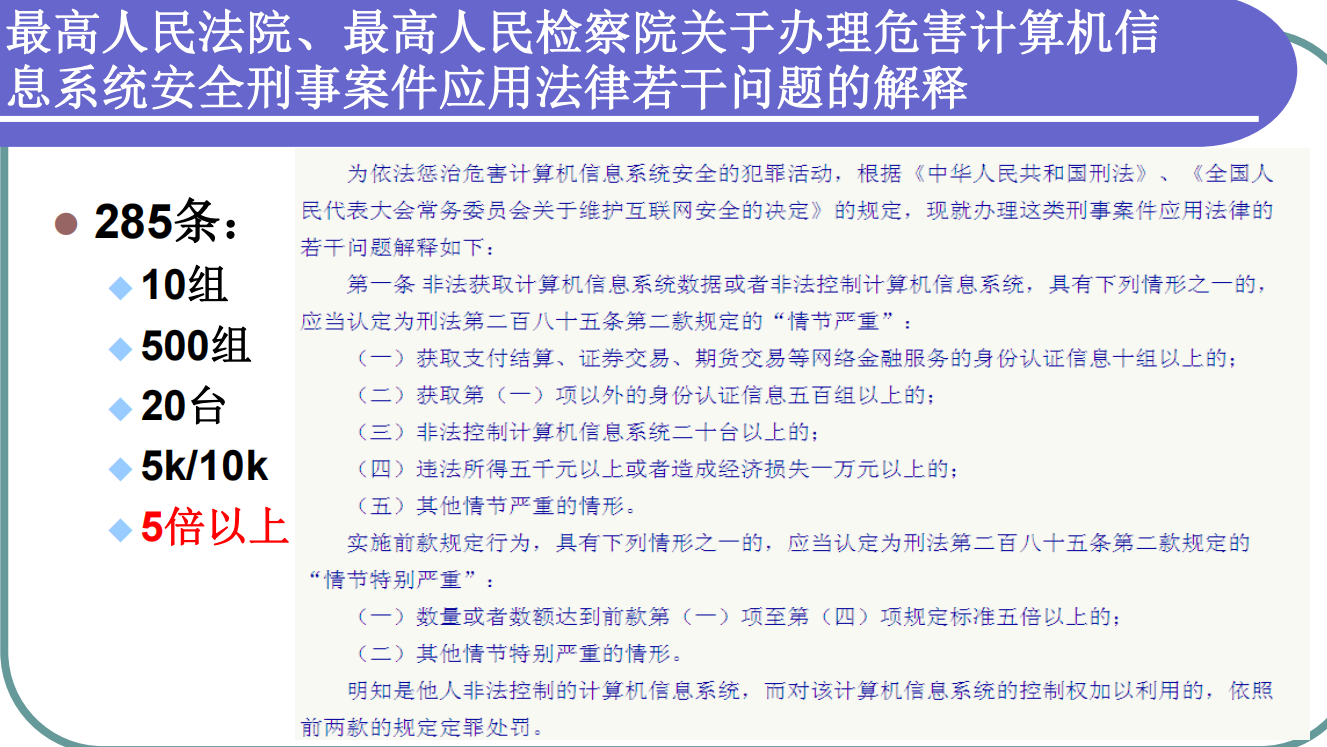 最高人民法院、最高人民检察院关于办理危害计算机信
息系统安全刑事案件应用法律若干问题的解释
285条：
10组
500组
20台
5k/10k
5倍以上
为依法惩治危害计算机信息系统安全的犯罪活动，根据《中华人民共和国刑法》、《全国人
民代表大会常务委员会关于维护互联网安全的决定》的规定，现就办理这类刑事案件应用法律的
若干问题解释如下：
第一条 非法获取计算机信息系统数据或者非法控制计算机信息系统，具有下列情形之一的，
应当认定为刑法第二百八十五条第二款规定的“情节严重”：
（一）获取支付结算、证券交易、期货交易等网络金融服务的身份认证信息十组以上的；
（二）获取第（一）项以外的身份认证信息五百组以上的；
（三）非法控制计算机信息系统二十台以上的；
（四）违法所得五千元以上或者造成经济损失一万元以上的；
（五）其他情节严重的情形。
实施前款规定行为，具有下列情形之一的，应当认定为刑法第二百八十五条第二款规定的
“情节特别严重”：
（一）数量或者数额达到前款第（一）项至第（四）项规定标准五倍以上的；
（二）其他情节特别严重的情形。
明知是他人非法控制的计算机信息系统，而对该计算机信息系统的控制权加以利用的，依照
前两款的规定定罪处罚。